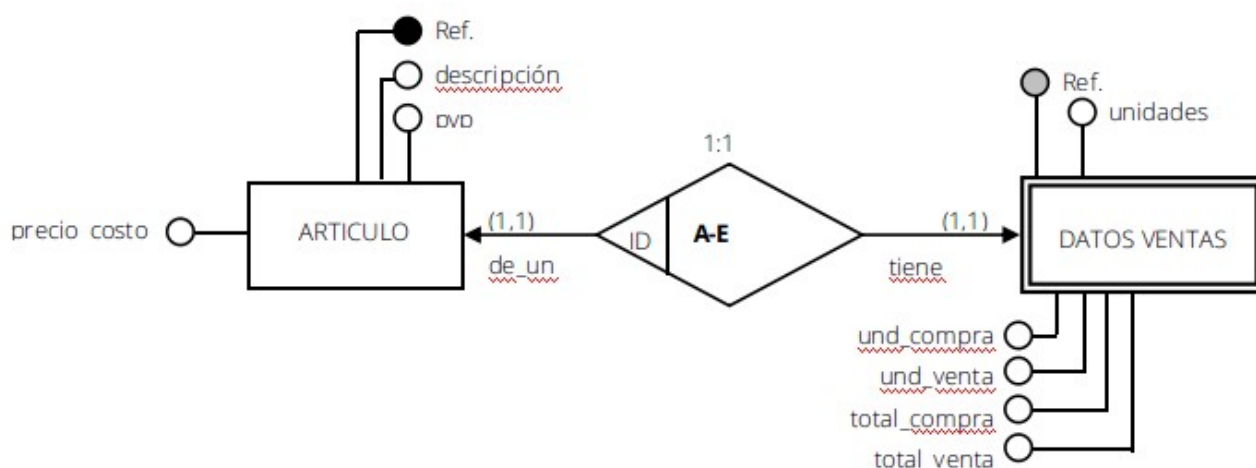 Ref.
descripción
pvp
precio_costo
ARTICULO
(1,1)
de_un
1:1
ID
A-E
(1,1)
tiene
Ref.
unidades
DATOS VENTAS
und_compra
und_venta
total_compra
total_venta